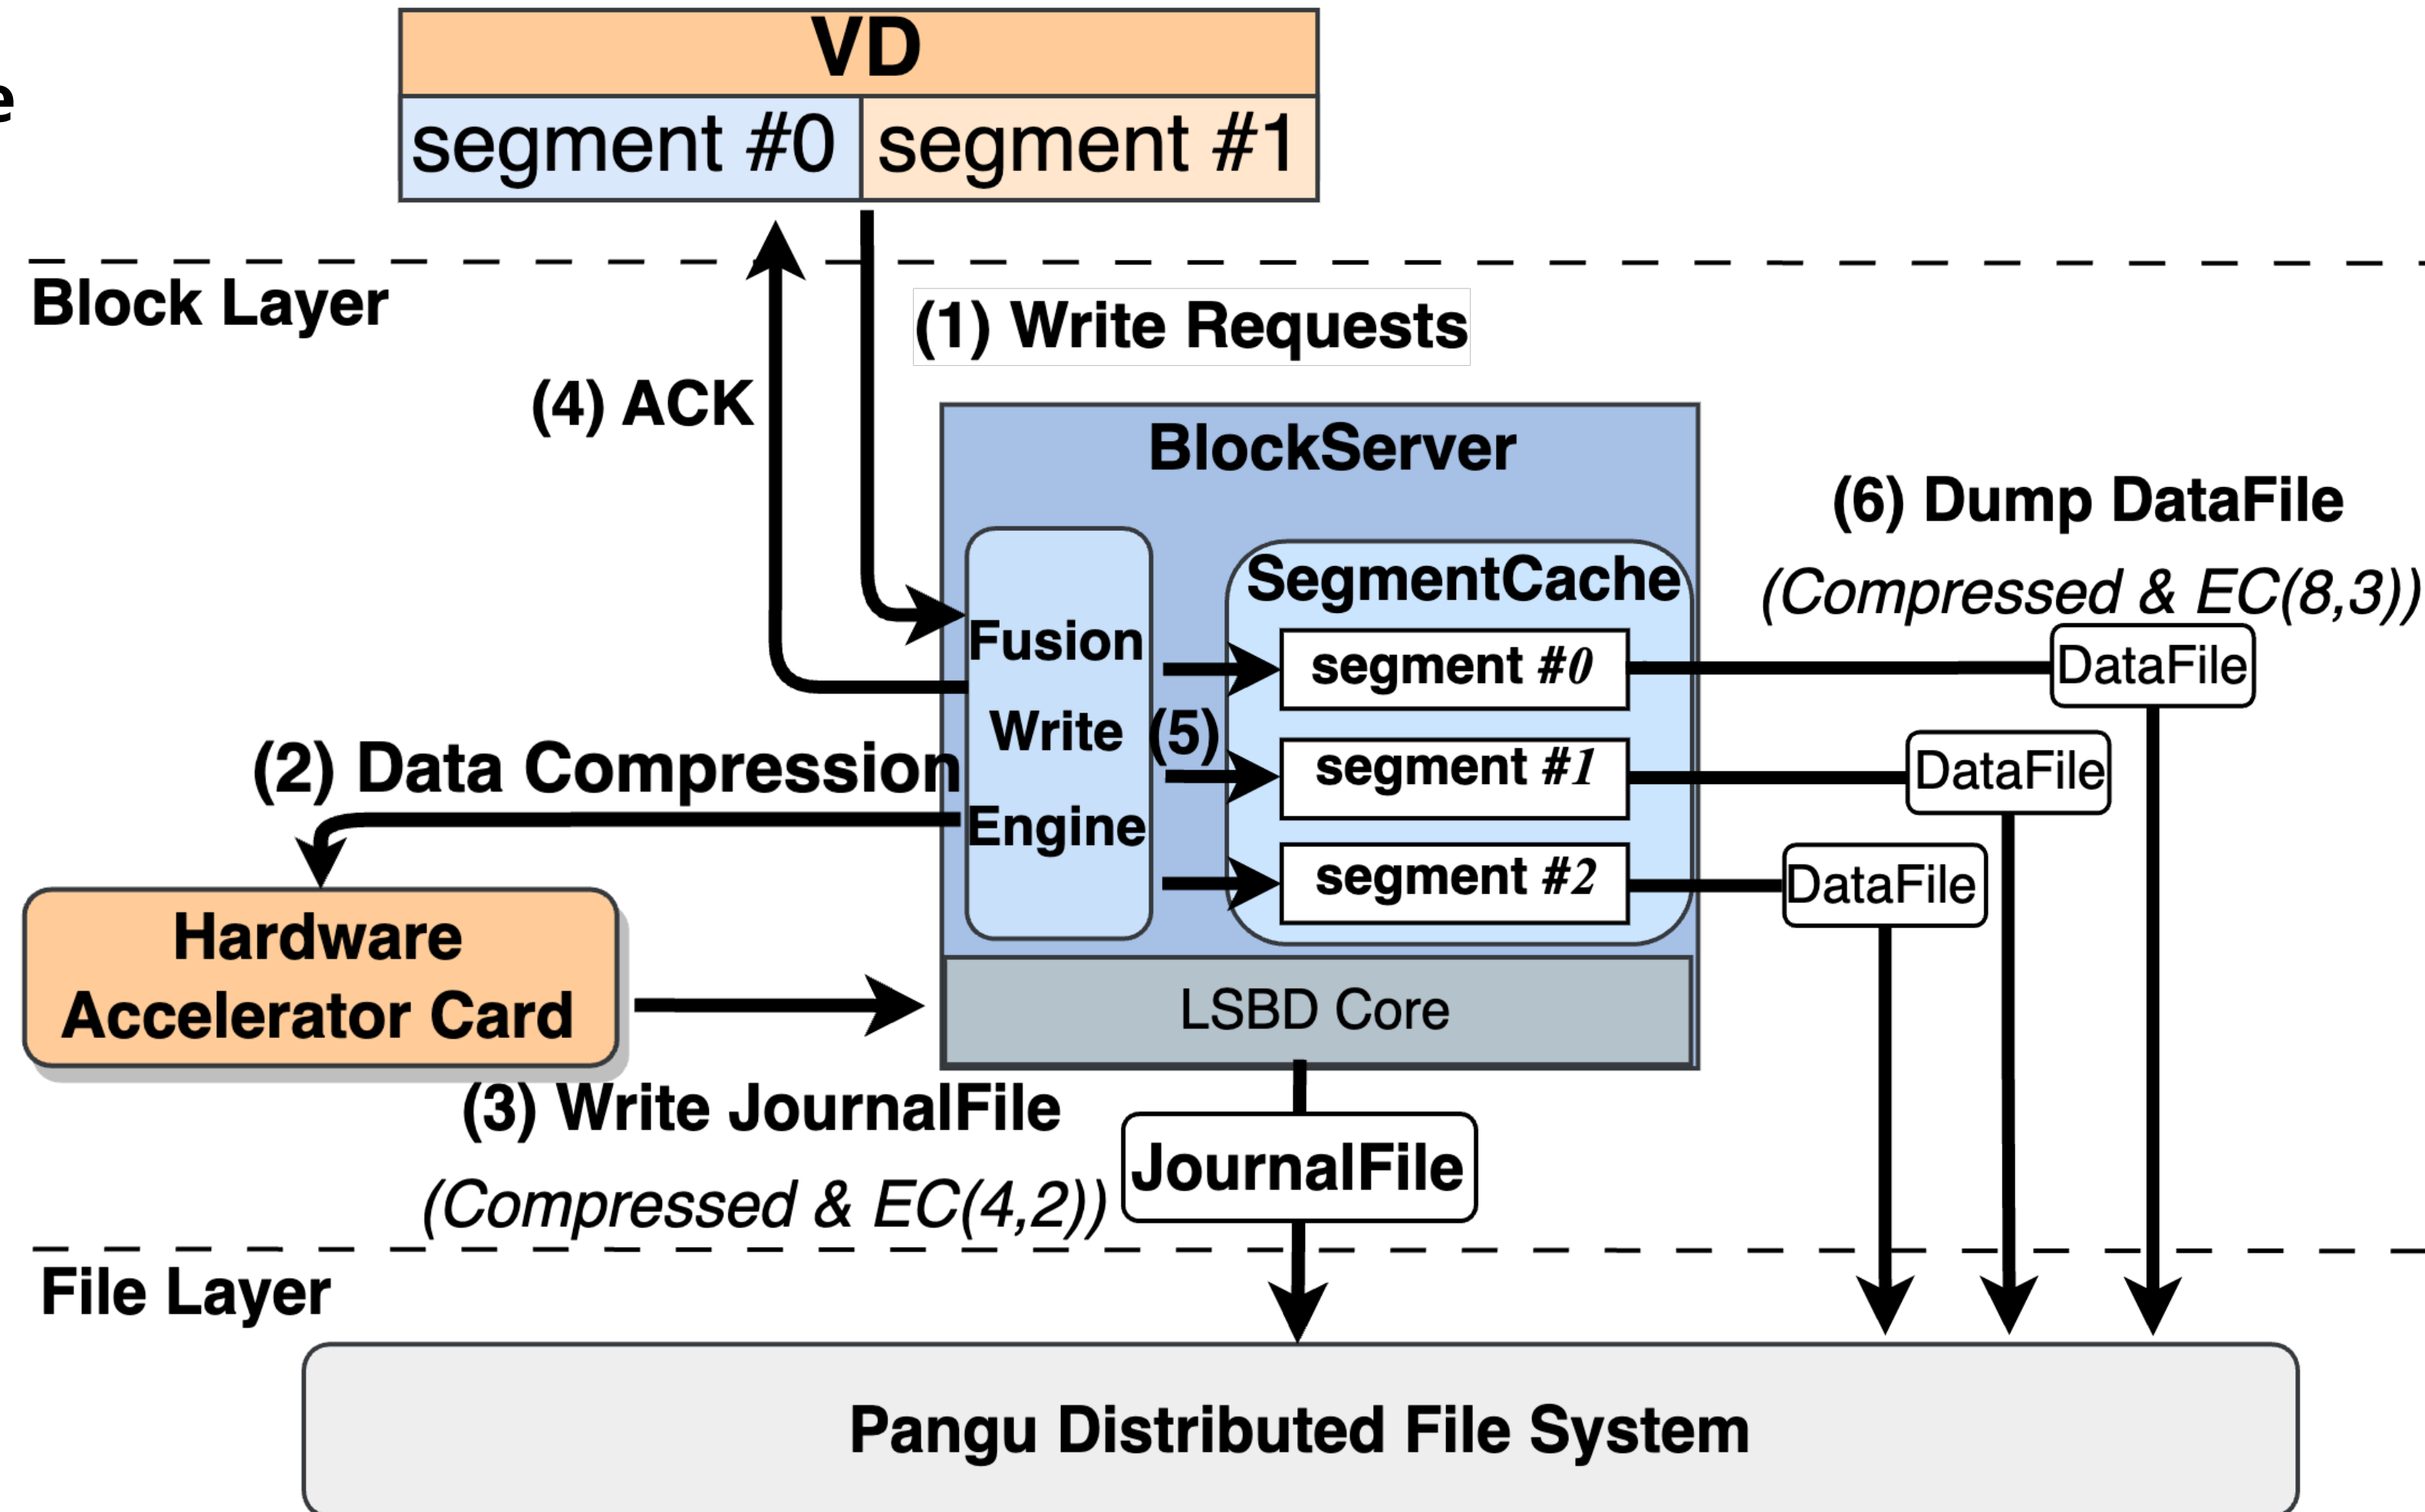 VD
e
segment #0 segment #1
Block Layer
(1) Write Requests
(4) ACK
BlockServer
(6) Dump DataFile
(Compressed & EC(8,3))
SegmentCache
Fusion
Write
Engine
(5)
segment #0
segment #1
segment #2
DataFile
DataFile
DataFile
(2) Data Compression
Hardware
Accelerator Card
LSBD Core
(3) Write JournalFile
(Compressed & EC(4,2))
JournalFile
File Layer
Pangu Distributed File System